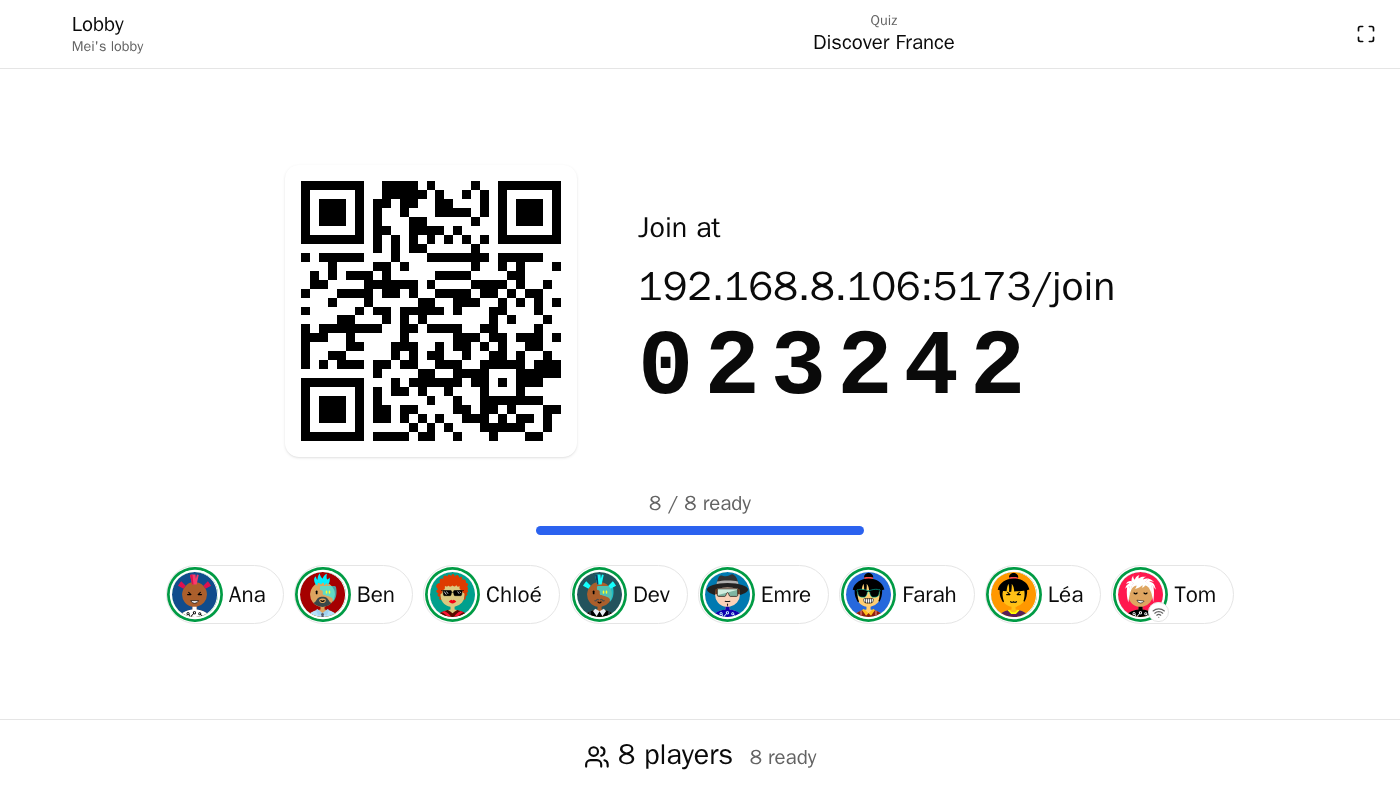 Lobby
Mei's lobby
Quiz
Discover France
Join at
192.168.8.106:5173/join
023242
8 / 8 ready
Ana
Ben
Chloé
Dev
Emre
Farah
Léa
Tom
8 players
8 ready